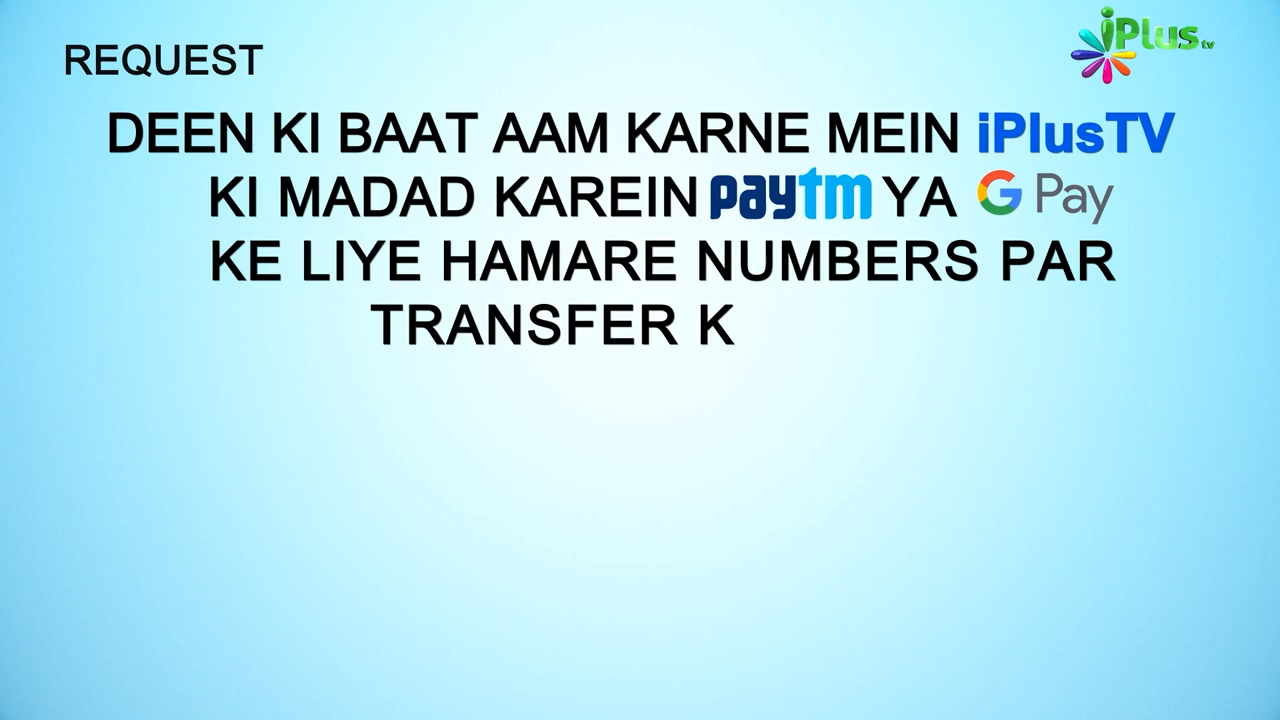 iPlus tv
REQUEST
DEEN KI BAAT AAM KARNE MEIN iPlusTV
KI MADAD KAREIN paytm YA G Pay
KE LIYE HAMARE NUMBERS PAR
TRANSFER K